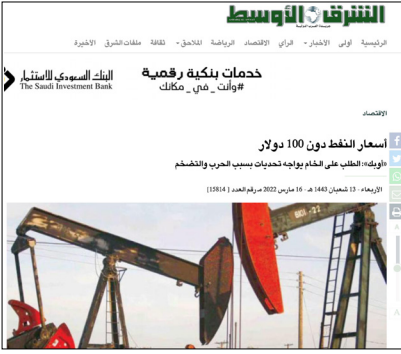 الشرق الأوسط
الرئيسية أولى الأخبار الرأي الاقتصاد الرياضة الملاحق ثقافة ملفات الشرق الأخيرة
خدمات بنكية رقمية
#وأنت_في_مكانك
البنك السعودي للاستثمار
The Saudi Investment Bank
الاقتصاد
أسعار النفط دون 100 دولار
«أوبك»: الطلب على الخام يواجه تحديات بسبب الحرب والتضخم
الأربعاء - 13 شعبان 1443 هـ - 16 مارس 2022 مـ رقم العدد [15814]